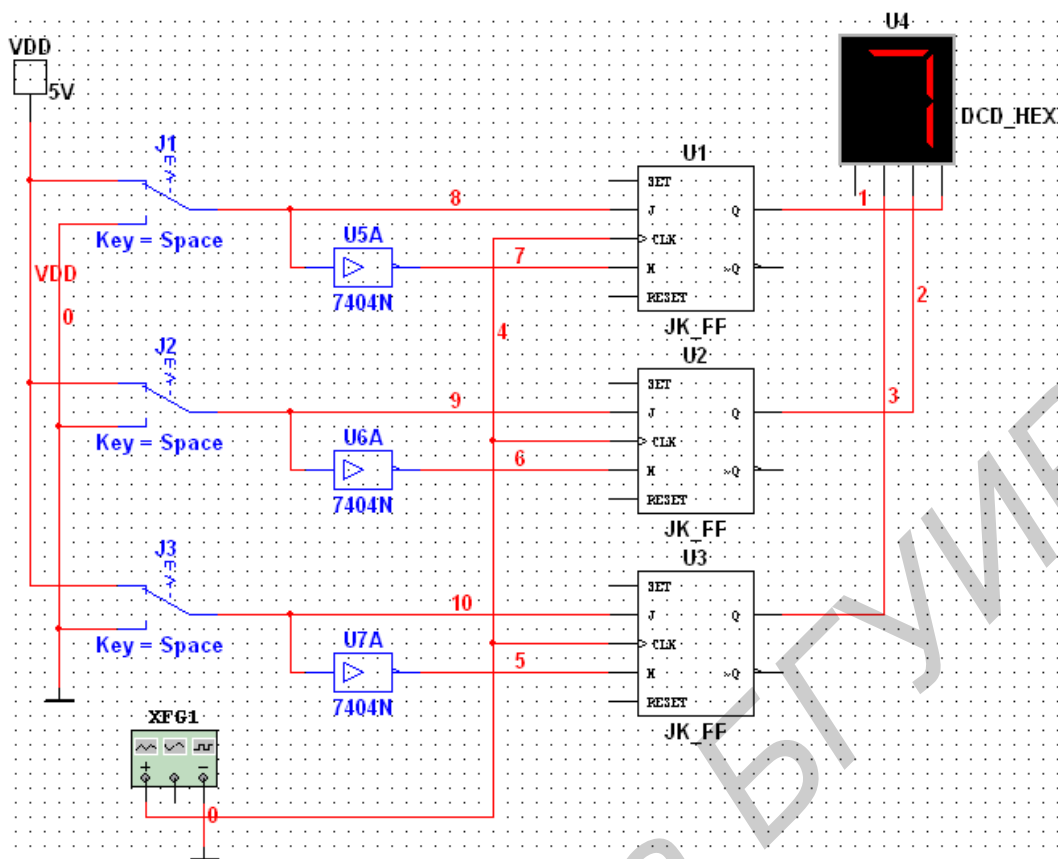 U4
VDD
5V
DCD_HEX
J1
U1
SET
8
J
Q
1
Key = Space
U5A
CLK
7
K
~Q
VDD
7404N
RESET
2
0
4
JK_FF
J2
U2
SET
9
J
Q
3
Key = Space
U6A
CLK
6
K
~Q
7404N
RESET
JK_FF
J3
U3
SET
10
J
Q
Key = Space
U7A
CLK
5
K
~Q
7404N
RESET
XFG1
JK_FF
+
−
0
7
БГУИР